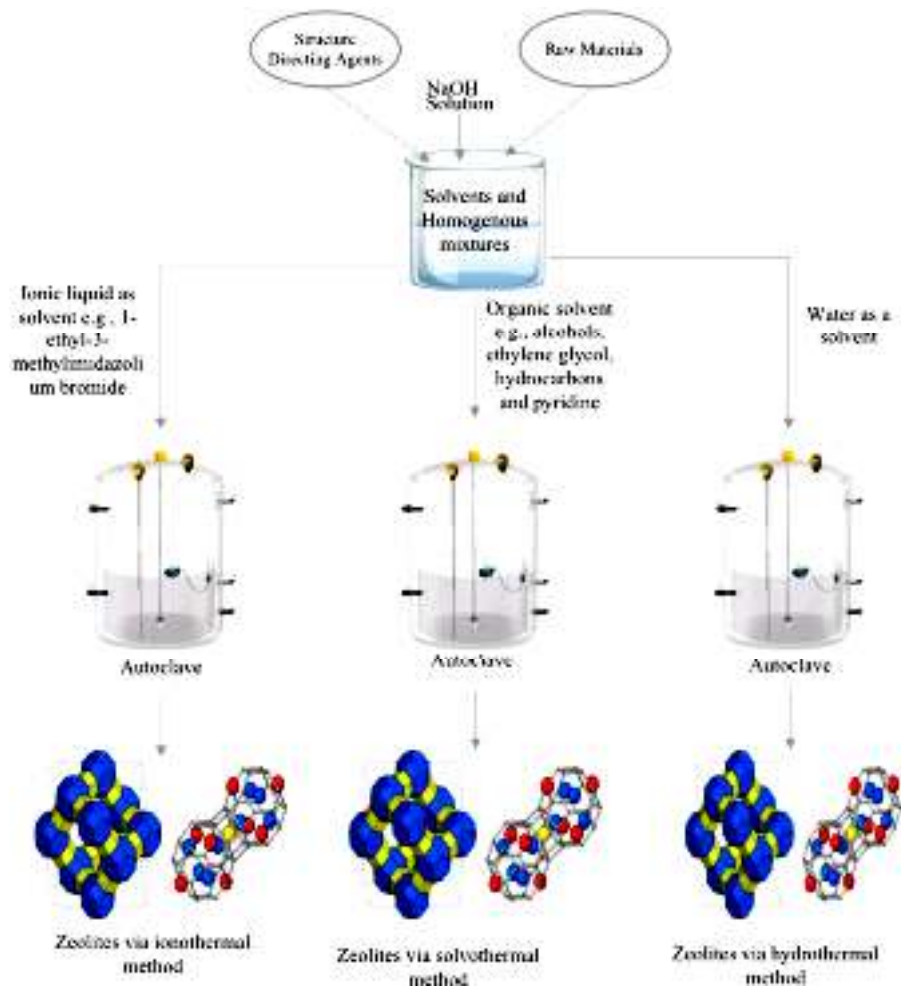 Structure
Directing Agents
Raw Materials
NaOH
Solution
Solvents and
Homogenous
mixtures
Ionic liquid as
solvent e.g., 1-
ethyl-3-
methylimidazoli
um bromide
Organic solvent
e.g., alcohols,
ethylene glycol,
hydrocarbons
and pyridine
Water as a
solvent
Autoclave
Autoclave
Autoclave
Zeolites via ionothermal
method
Zeolites via solvothermal
method
Zeolites via hydrothermal
method